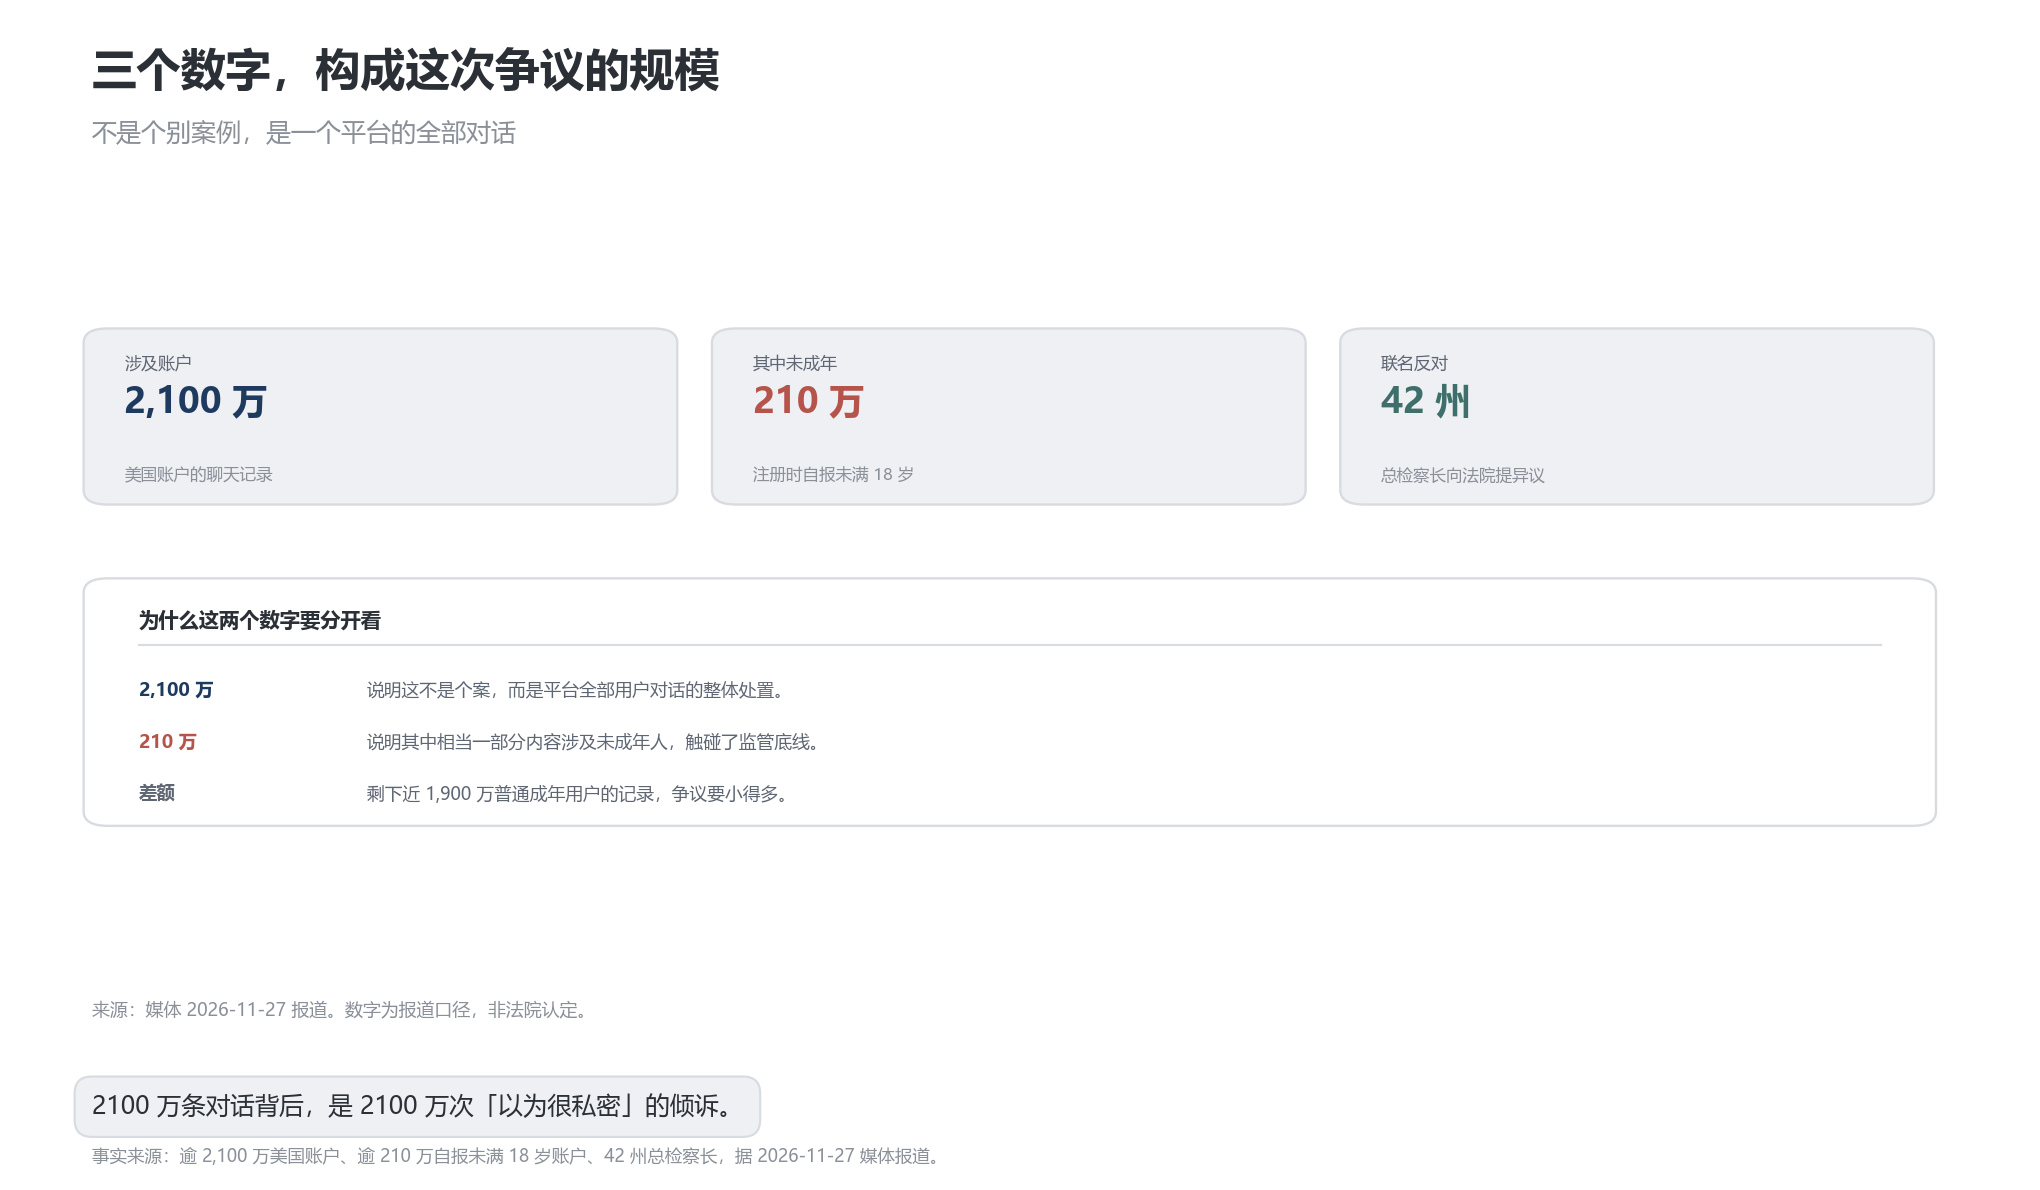 三个数字，构成这次争议的规模
不是个别案例，是一个平台的全部对话
涉及账户
2,100 万
美国账户的聊天记录
其中未成年
210 万
注册时自报未满 18 岁
联名反对
42 州
总检察长向法院提异议
为什么这两个数字要分开看
2,100 万 说明这不是个案，而是平台全部用户对话的整体处置。
210 万 说明其中相当一部分内容涉及未成年人，触碰了监管底线。
差额 剩下近 1,900 万普通成年用户的记录，争议要小得多。
来源：媒体 2026-11-27 报道。数字为报道口径，非法院认定。
2100 万条对话背后，是 2100 万次「以为很私密」的倾诉。
事实来源：逾 2,100 万美国账户、逾 210 万自报未满 18 岁账户、42 州总检察长，据 2026-11-27 媒体报道。